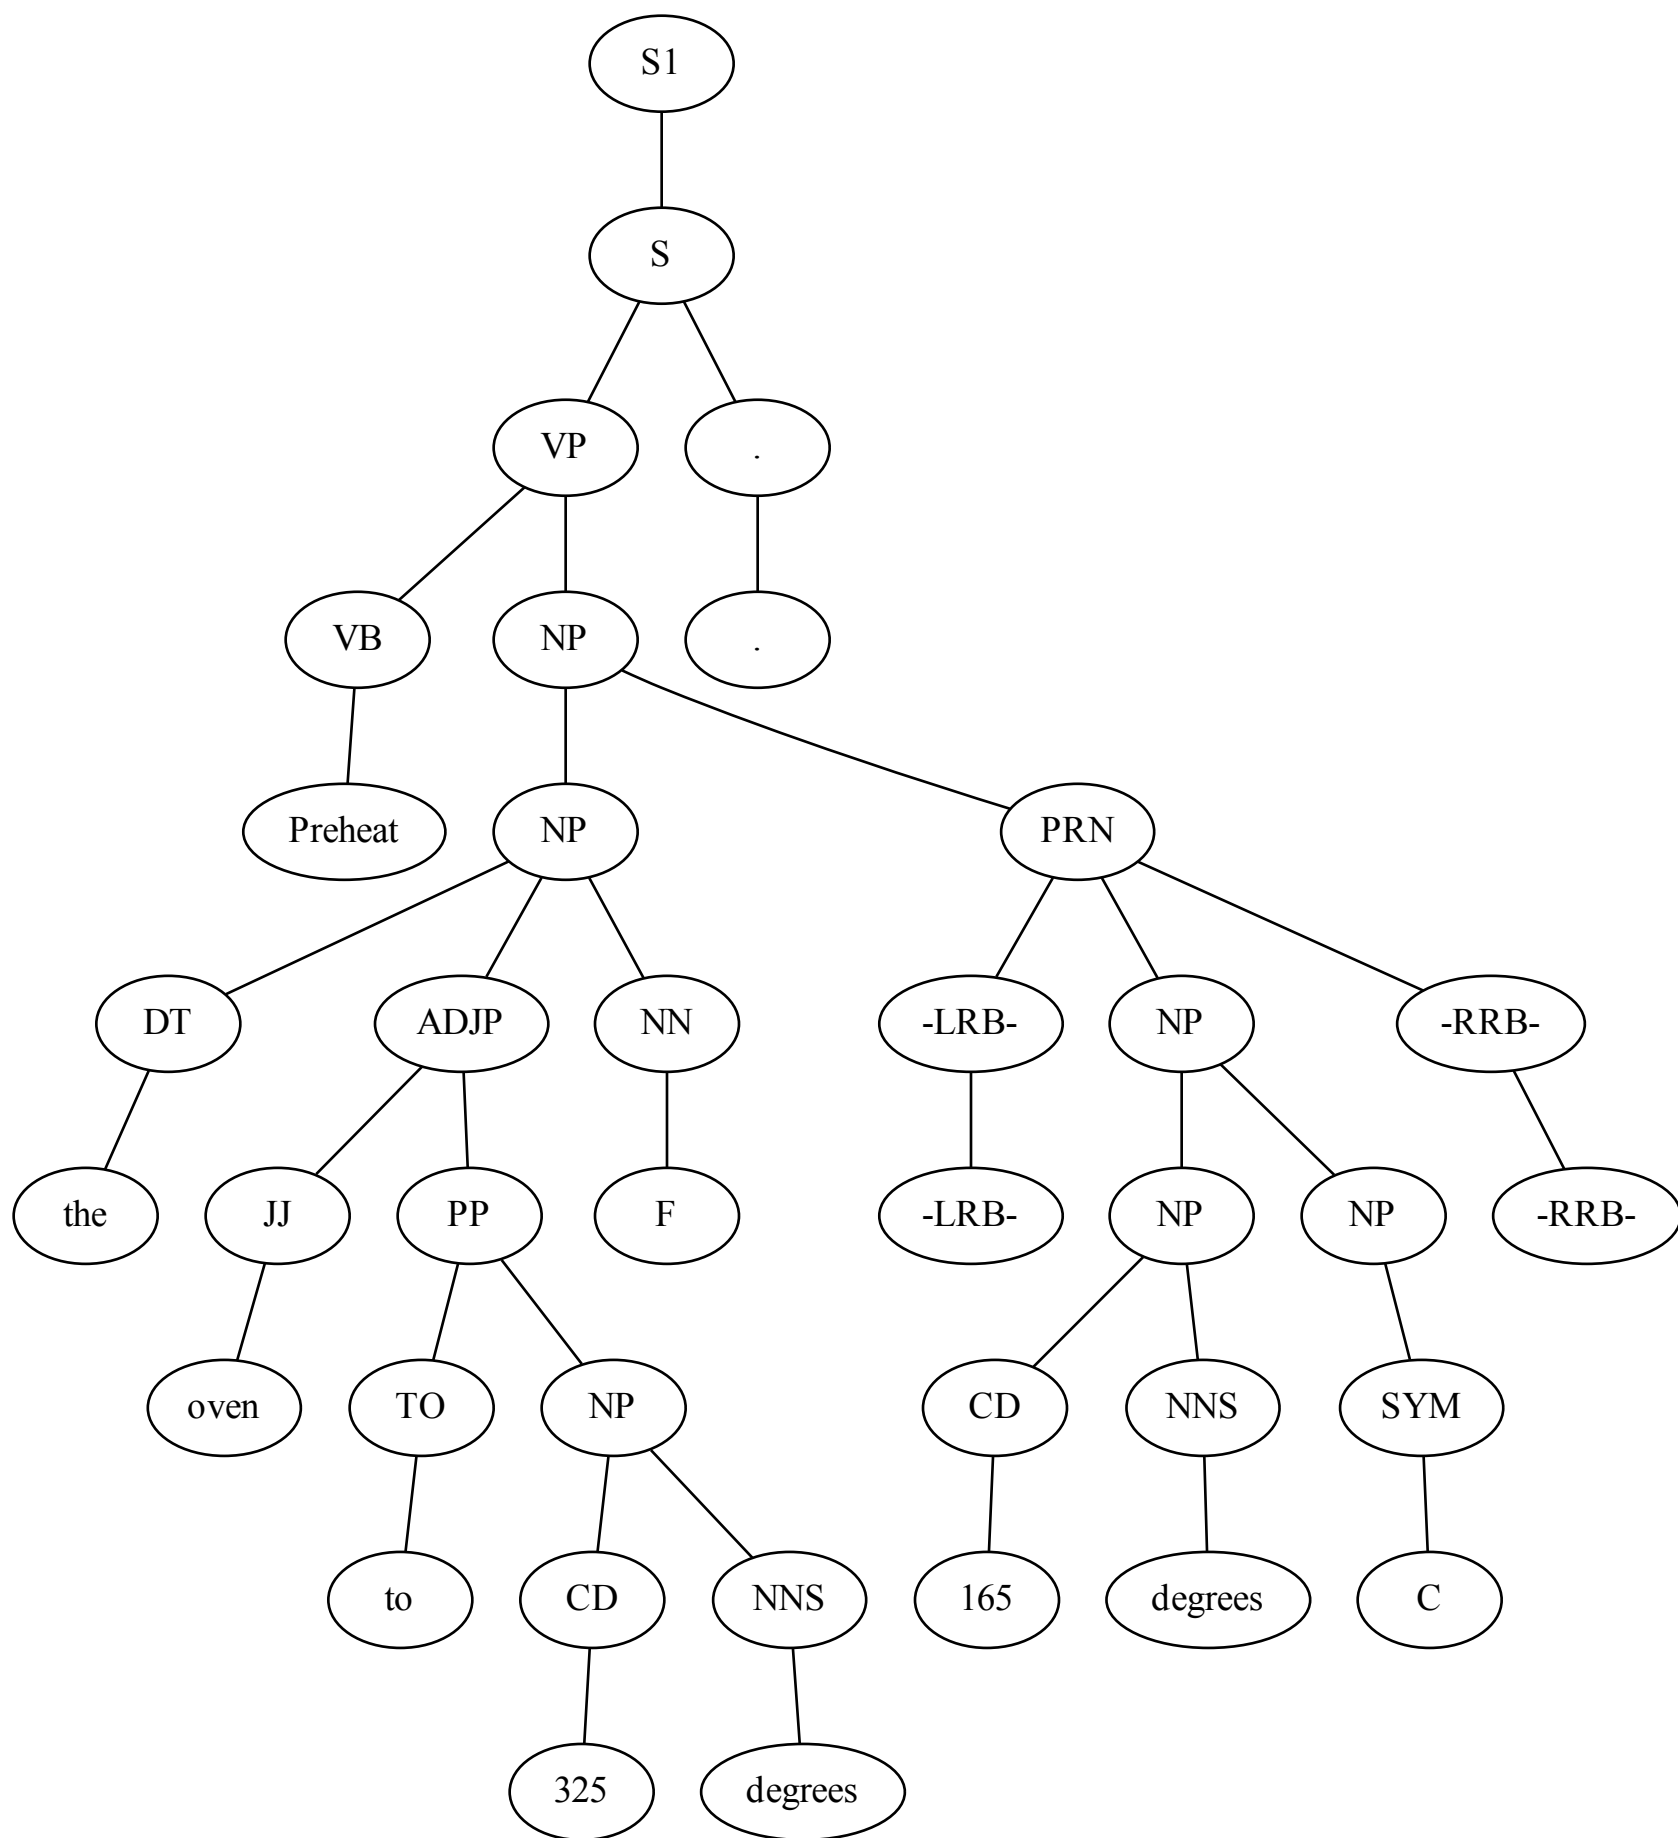 S1
S
VP .
VB NP .
Preheat NP PRN
DT ADJP NN -LRB- NP -RRB-
the JJ PP F -LRB- NP NP -RRB-
oven TO NP CD NNS SYM
to CD NNS 165 degrees C
325 degrees